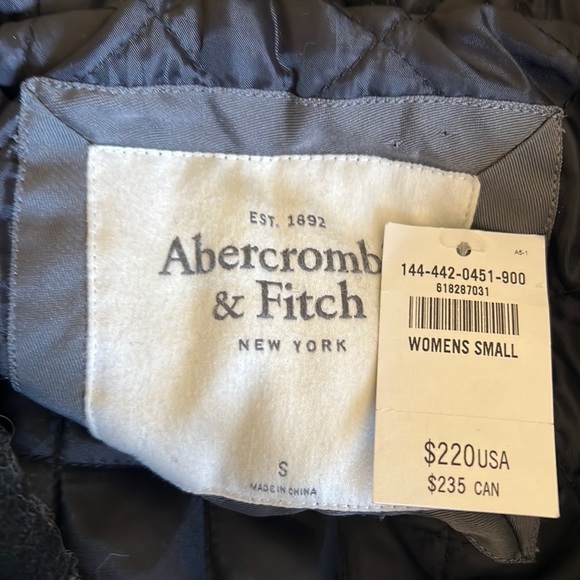 EST. 1892
Abercromb
& Fitch
NEW YORK
S
MADE IN CHINA
A5-1
144-442-0451-900
618287031
WOMENS SMALL
$220USA
$235 CAN